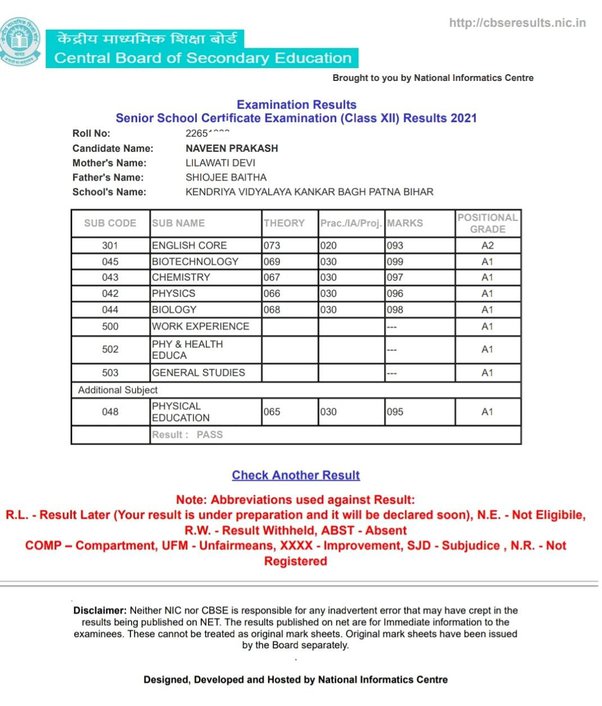 http://cbseresults.nic.in
केंद्रीय माध्यमिक शिक्षा बोर्ड
Central Board of Secondary Education
Brought to you by National Informatics Centre
Examination Results
Senior School Certificate Examination (Class XII) Results 2021
Roll No: 2265
Candidate Name: NAVEEN PRAKASH
Mother's Name: LILAWATI DEVI
Father's Name: SHIOJEE BAITHA
School's Name: KENDRIYA VIDYALAYA KANKAR BAGH PATNA BIHAR
SUB CODE SUB NAME THEORY Prac./IA/Proj. MARKS POSITIONAL GRADE
301 ENGLISH CORE 073 020 093 A2
045 BIOTECHNOLOGY 069 030 099 A1
043 CHEMISTRY 067 030 097 A1
042 PHYSICS 066 030 096 A1
044 BIOLOGY 068 030 098 A1
500 WORK EXPERIENCE --- A1
502 PHY & HEALTH EDUCA --- A1
503 GENERAL STUDIES --- A1
Additional Subject
048 PHYSICAL EDUCATION 065 030 095 A1
Result : PASS
Check Another Result
Note: Abbreviations used against Result:
R.L. - Result Later (Your result is under preparation and it will be declared soon), N.E. - Not Eligibile,
R.W. - Result Withheld, ABST - Absent
COMP – Compartment, UFM - Unfairmeans, XXXX - Improvement, SJD - Subjudice , N.R. - Not
Registered
Disclaimer: Neither NIC nor CBSE is responsible for any inadvertent error that may have crept in the
results being published on NET. The results published on net are for Immediate information to the
examinees. These cannot be treated as original mark sheets. Original mark sheets have been issued
by the Board separately.
.
Designed, Developed and Hosted by National Informatics Centre